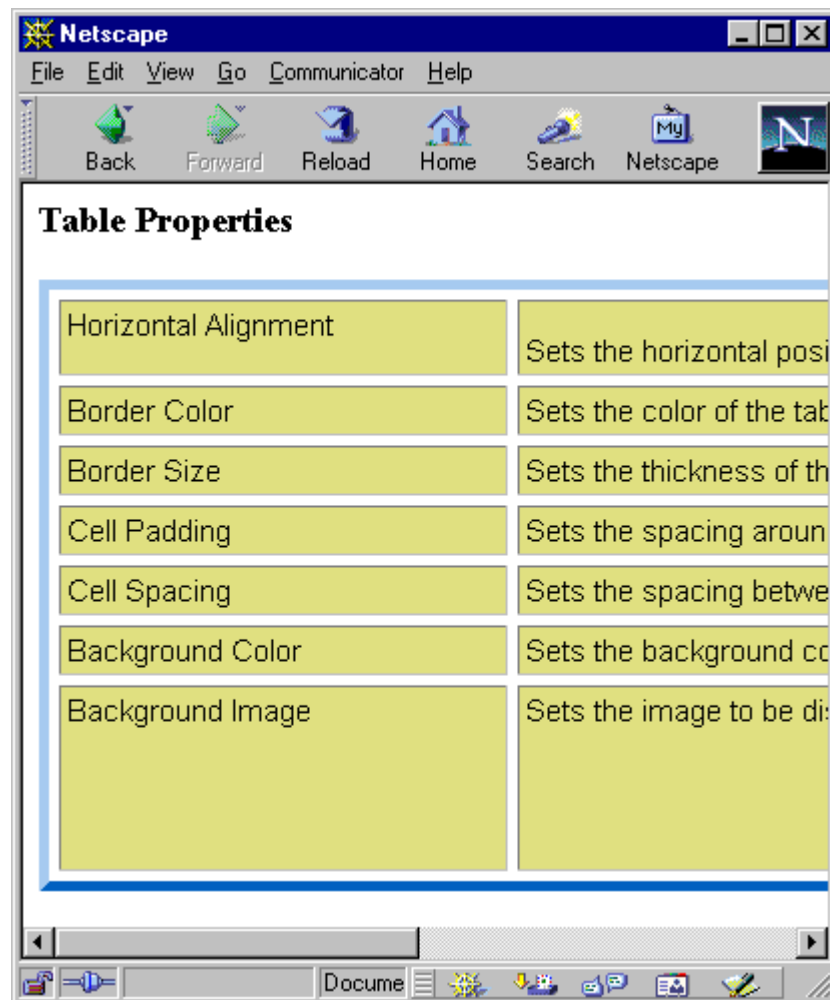 Netscape
File Edit View Go Communicator Help
Back Forward Reload Home Search Netscape
My
N
Table Properties
Horizontal Alignment
Sets the horizontal posi
Border Color Sets the color of the tab
Border Size Sets the thickness of th
Cell Padding Sets the spacing aroun
Cell Spacing Sets the spacing betwe
Background Color Sets the background co
Background Image Sets the image to be dis
Docume